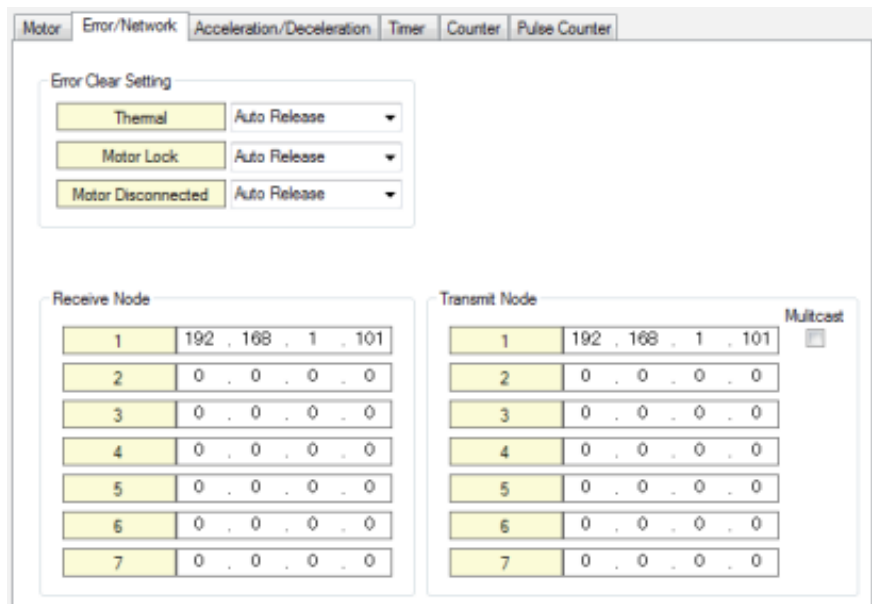 Motor Error/Network Acceleration/Deceleration Timer Counter Pulse Counter
Error Clear Setting
Thermal Auto Release
Motor Lock Auto Release
Motor Disconnected Auto Release
Receive Node
1 192 . 168 . 1 . 101
2 0 . 0 . 0 . 0
3 0 . 0 . 0 . 0
4 0 . 0 . 0 . 0
5 0 . 0 . 0 . 0
6 0 . 0 . 0 . 0
7 0 . 0 . 0 . 0
Transmit Node
Mulitcast
1 192 . 168 . 1 . 101
2 0 . 0 . 0 . 0
3 0 . 0 . 0 . 0
4 0 . 0 . 0 . 0
5 0 . 0 . 0 . 0
6 0 . 0 . 0 . 0
7 0 . 0 . 0 . 0